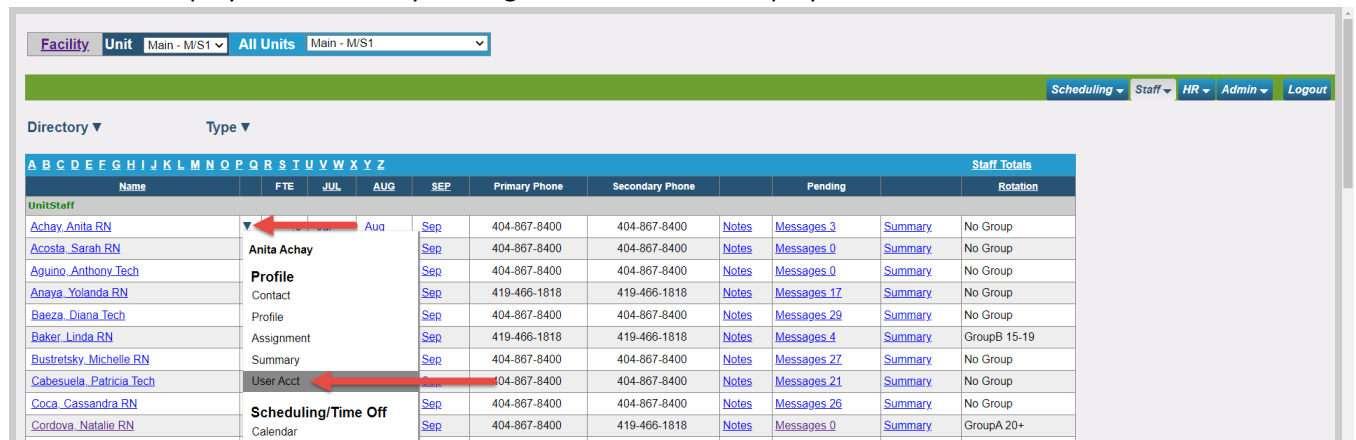 Facility Unit Main - M/S1 All Units Main - M/S1
Scheduling Staff HR Admin Logout
Directory ▼ Type ▼
A B C D E F G H I J K L M N O P Q R S T U V W X Y Z Staff Totals
Name FTE JUL AUG SEP Primary Phone Secondary Phone Pending Rotation
UnitStaff
Achay, Anita RN ▼ Aug Sep 404-867-8400 404-867-8400 Notes Messages 3 Summary No Group
Acosta, Sarah RN Anita Achay Sep 404-867-8400 404-867-8400 Notes Messages 0 Summary No Group
Aguino, Anthony Tech Profile Sep 404-867-8400 404-867-8400 Notes Messages 0 Summary No Group
Anaya, Yolanda RN Contact Sep 419-466-1818 419-466-1818 Notes Messages 17 Summary No Group
Baeza, Diana Tech Profile Sep 404-867-8400 404-867-8400 Notes Messages 29 Summary No Group
Baker, Linda RN Assignment Sep 419-466-1818 419-466-1818 Notes Messages 4 Summary GroupB 15-19
Bustretsky, Michelle RN Summary Sep 404-867-8400 404-867-8400 Notes Messages 27 Summary No Group
Cabesuela, Patricia Tech User Acct 404-867-8400 404-867-8400 Notes Messages 21 Summary No Group
Coca, Cassandra RN Scheduling/Time Off Sep 404-867-8400 404-867-8400 Notes Messages 26 Summary No Group
Cordova, Natalie RN Calendar Sep 404-867-8400 419-466-1818 Notes Messages 0 Summary GroupA 20+